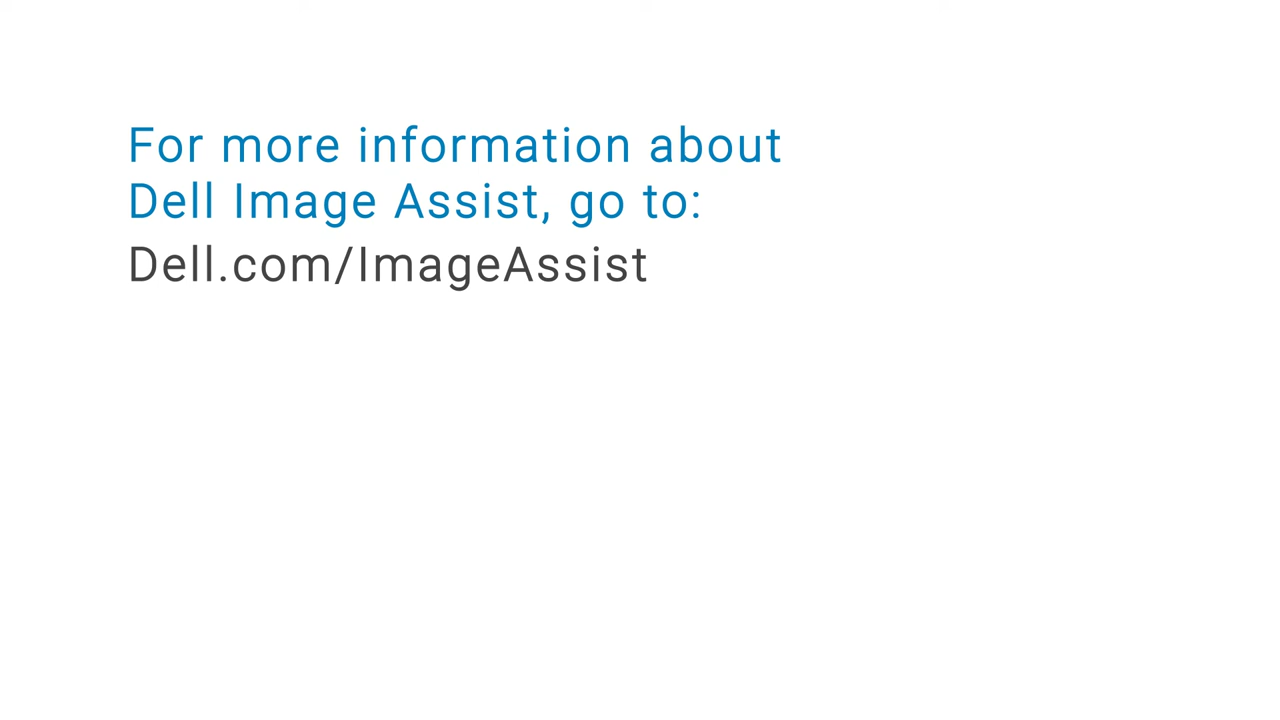 For more information about
Dell Image Assist, go to:
Dell.com/ImageAssist